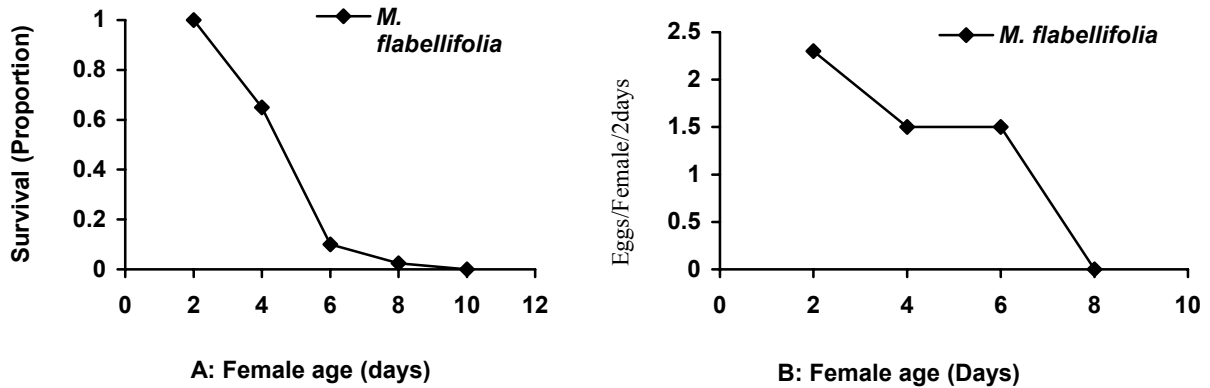 Survival (Proportion)
1
0.8
0.6
0.4
0.2
0
0 2 4 6 8 10 12
M.
flabellifolia
A: Female age (days)
Eggs/Female/2days
2.5
2
1.5
1
0.5
0
0 2 4 6 8 10
M. flabellifolia
B: Female age (Days)